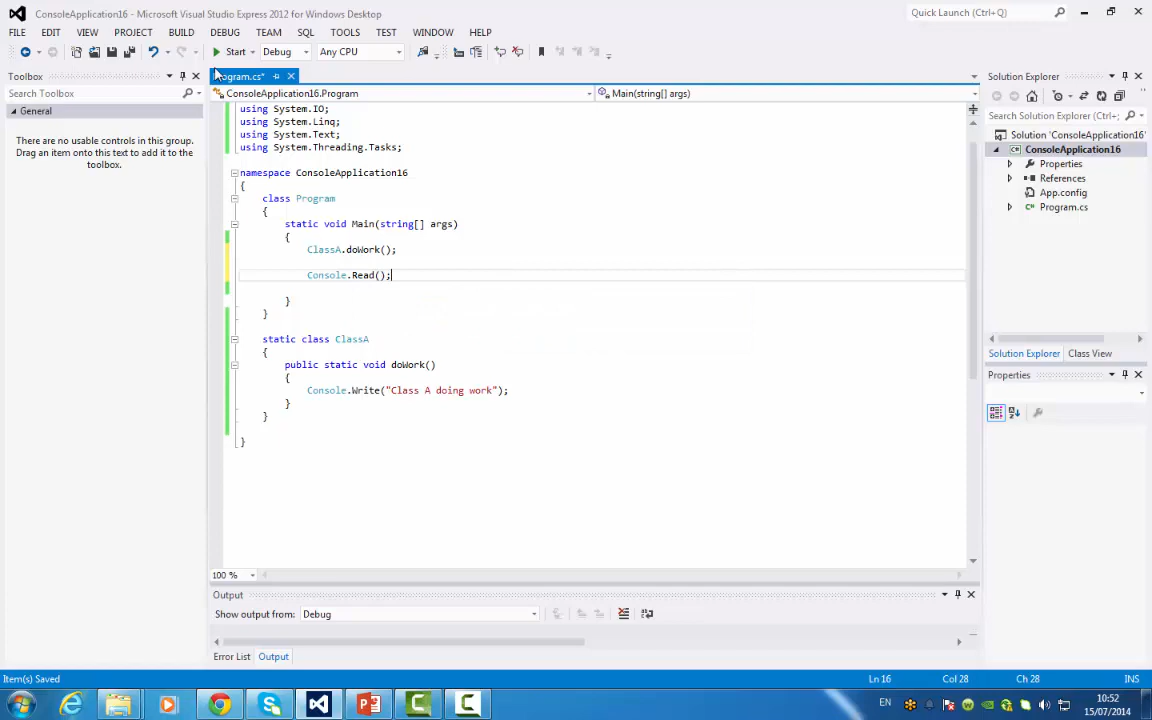 ConsoleApplication16 - Microsoft Visual Studio Express 2012 for Windows Desktop
Quick Launch (Ctrl+Q)
FILE EDIT VIEW PROJECT BUILD DEBUG TEAM SQL TOOLS TEST WINDOW HELP
Start Debug Any CPU
Toolbox
Search Toolbox
General
There are no usable controls in this group.
Drag an item onto this text to add it to the
toolbox.
Program.cs*
ConsoleApplication16.Program
Main(string[] args)
using System.IO;
using System.Linq;
using System.Text;
using System.Threading.Tasks;
namespace ConsoleApplication16
{
class Program
{
static void Main(string[] args)
{
ClassA.doWork();
Console.Read();
}
}
static class ClassA
{
public static void doWork()
{
Console.Write("Class A doing work");
}
}
}
100 %
Output
Show output from: Debug
Error List Output
Solution Explorer
Search Solution Explorer (Ctrl+;
Solution 'ConsoleApplication16'
ConsoleApplication16
Properties
References
App.config
Program.cs
Solution Explorer Class View
Properties
Item(s) Saved
Ln 16 Col 28 Ch 28 INS
EN
10:52
15/07/2014